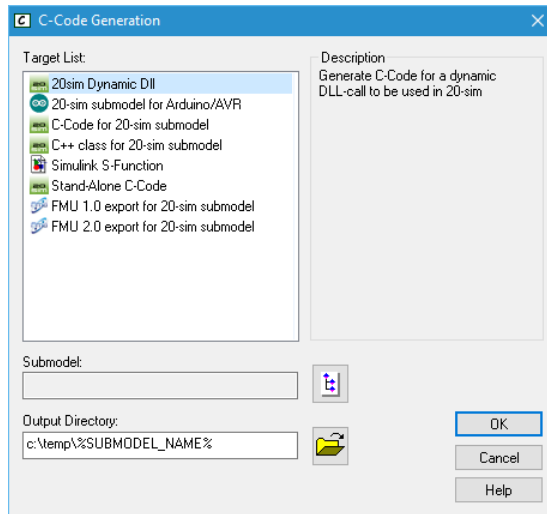 C-Code Generation
Target List:
20sim Dynamic Dll
20-sim submodel for Arduino/AVR
C-Code for 20-sim submodel
C++ class for 20-sim submodel
Simulink S-Function
Stand-Alone C-Code
FMU 1.0 export for 20-sim submodel
FMU 2.0 export for 20-sim submodel
Description
Generate C-Code for a dynamic
DLL-call to be used in 20-sim
Submodel:
Output Directory:
c:\temp\%SUBMODEL_NAME%
OK
Cancel
Help